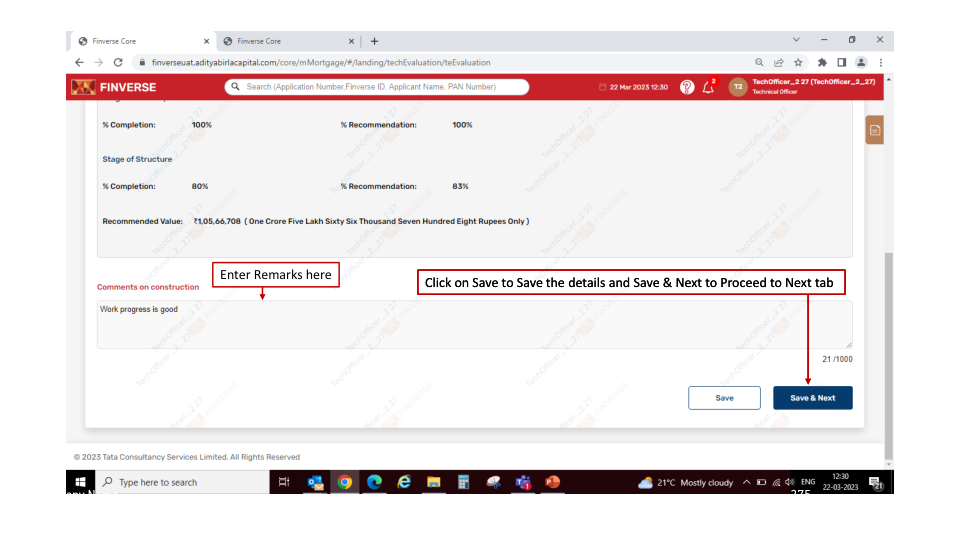 Finverse Core
Finverse Core
finverseuat.adityabirlacapital.com/core/mMortgage/#/landing/techEvaluation/teEvaluation
FINVERSE
Search (Application Number,Finverse ID, Applicant Name, PAN Number)
22 Mar 2023 12:30
2
T2
TechOfficer_2 27 (TechOfficer_2_27)
Technical Officer
% Completion: 100% % Recommendation: 100%
Stage of Structure
% Completion: 80% % Recommendation: 83%
Recommended Value: ₹1,05,66,708 ( One Crore Five Lakh Sixty Six Thousand Seven Hundred Eight Rupees Only )
Enter Remarks here
Click on Save to Save the details and Save & Next to Proceed to Next tab
Comments on construction
Work progress is good
21 /1000
Save
Save & Next
© 2023 Tata Consultancy Services Limited. All Rights Reserved
Type here to search
21°C Mostly cloudy
ENG
12:30
22-03-2023
21
275